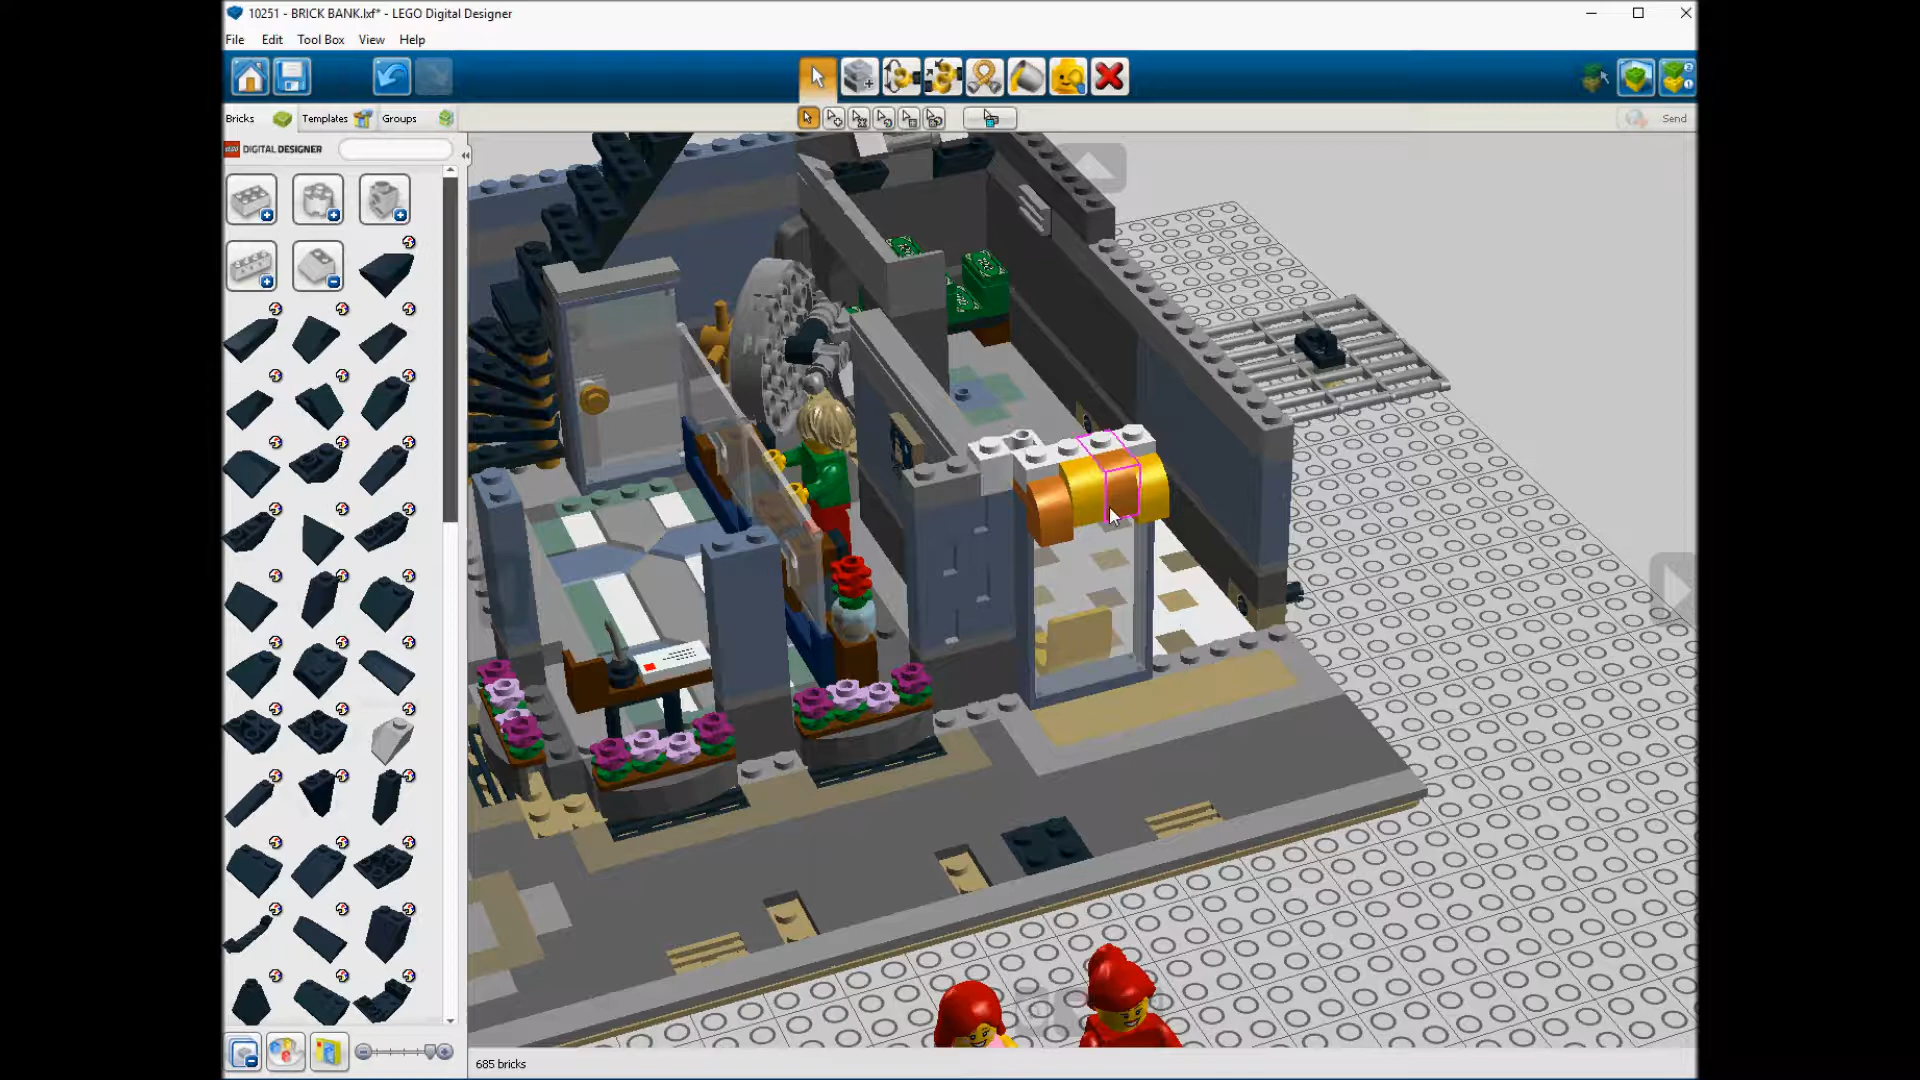 10251 - BRICK BANK.lxf* - LEGO Digital Designer
File Edit Tool Box View Help
Bricks Templates Groups
Send
LEGO DIGITAL DESIGNER
685 bricks